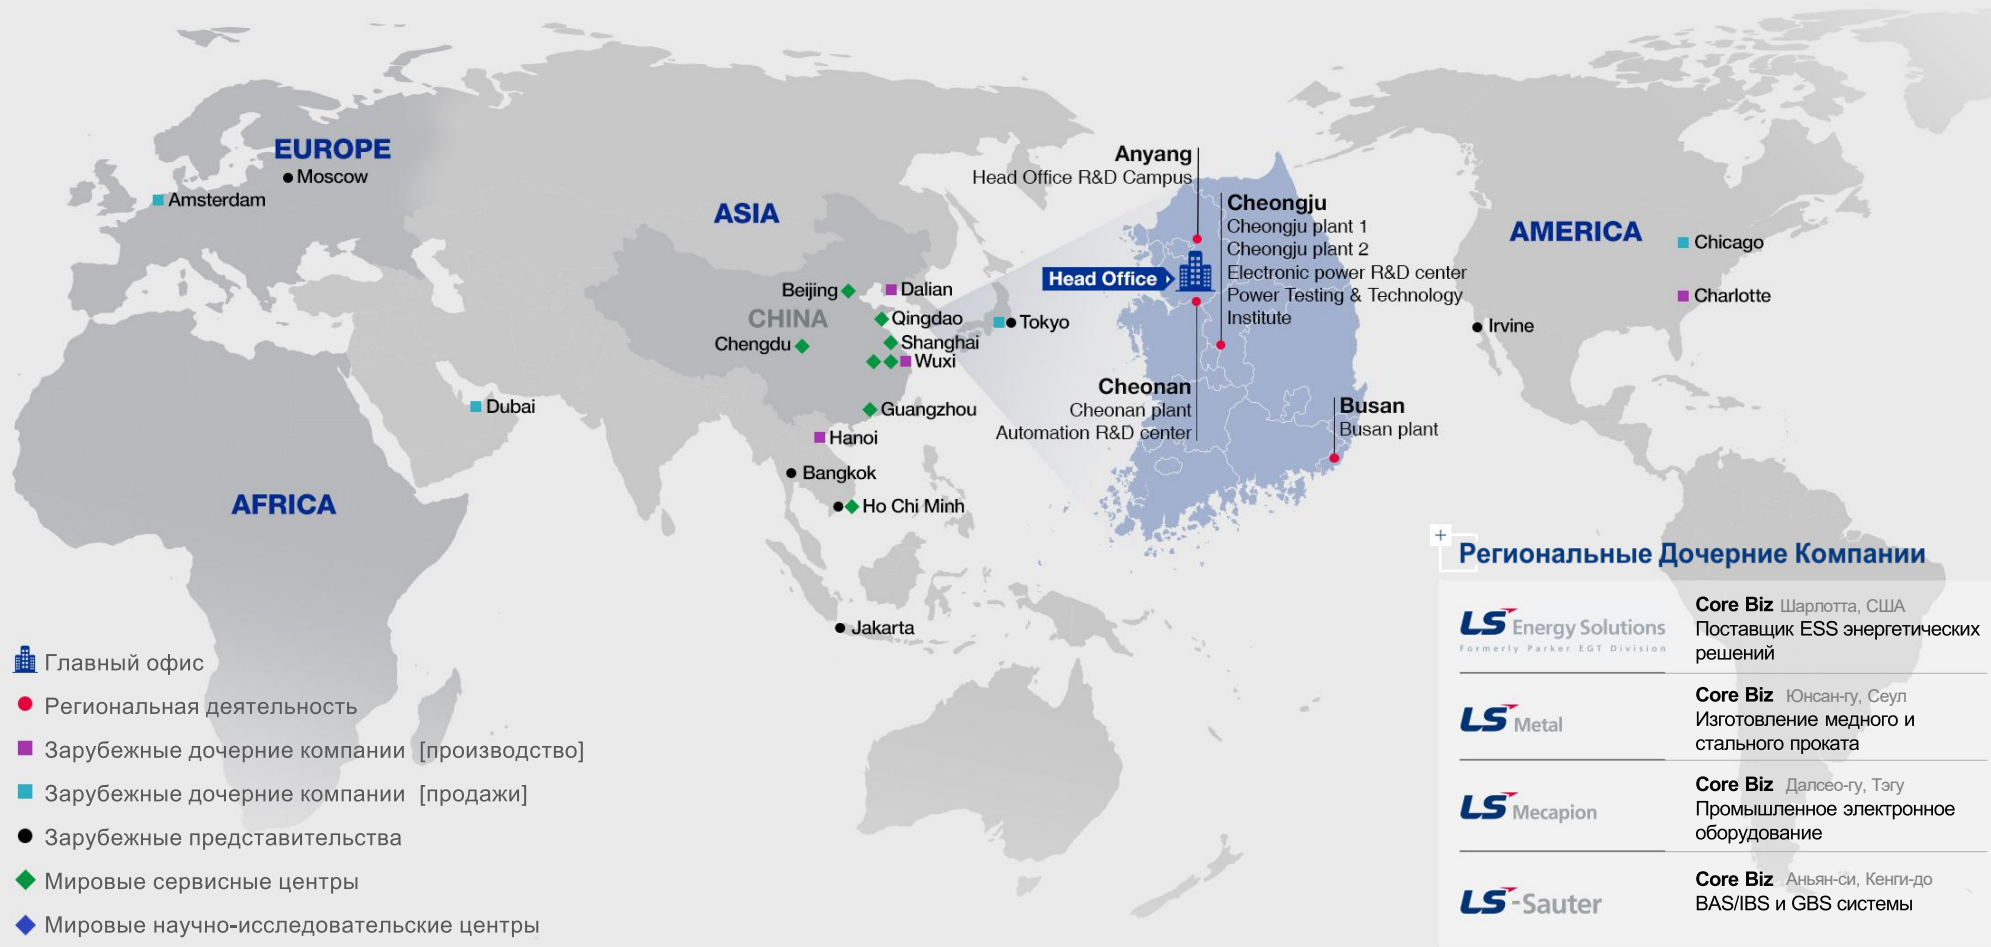 EUROPE
Moscow
Amsterdam
ASIA
Beijing
Dalian
CHINA
Qingdao
Chengdu
Shanghai
Wuxi
Tokyo
Dubai
Guangzhou
Hanoi
Bangkok
Ho Chi Minh
AFRICA
Jakarta
Anyang
Head Office R&D Campus
Cheongju
Cheongju plant 1
Cheongju plant 2
Electronic power R&D center
Power Testing & Technology
Institute
Head Office
Cheonan
Cheonan plant
Automation R&D center
Busan
Busan plant
AMERICA
Chicago
Charlotte
Irvine
Главный офис
Региональная деятельность
Зарубежные дочерние компании [производство]
Зарубежные дочерние компании [продажи]
Зарубежные представительства
Мировые сервисные центры
Мировые научно-исследовательские центры
Региональные Дочерние Компании
LS Energy Solutions
Formerly Parker EGT Division
Core Biz Шарлотта, США
Поставщик ESS энергетических
решений
LS Metal
Core Biz Юнсан-гу, Сеул
Изготовление медного и
стального проката
LS Mecapion
Core Biz Далсео-гу, Тэгу
Промышленное электронное
оборудование
LS-Sauter
Core Biz Аньян-си, Кенги-до
BAS/IBS и GBS системы